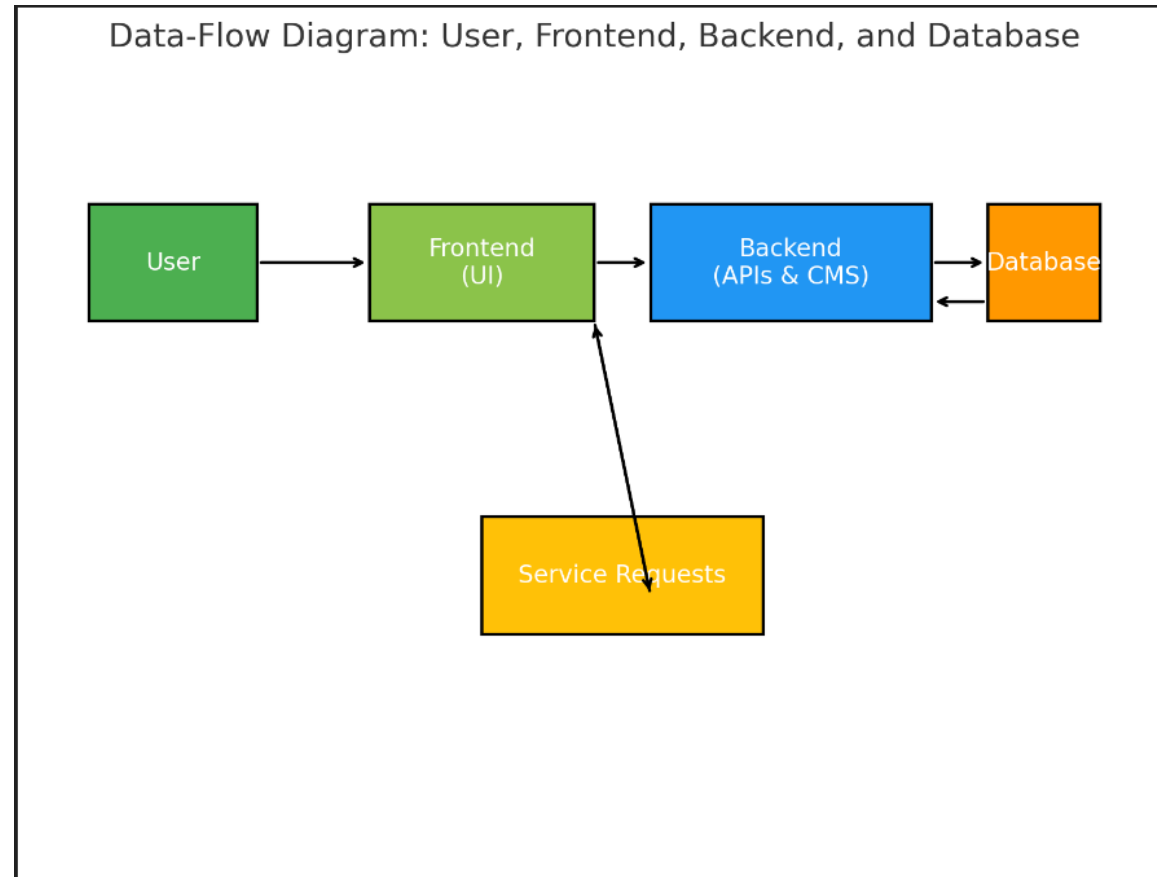 Data-Flow Diagram: User, Frontend, Backend, and Database
User
Frontend
(UI)
Backend
(APIs & CMS)
Database
Service Requests